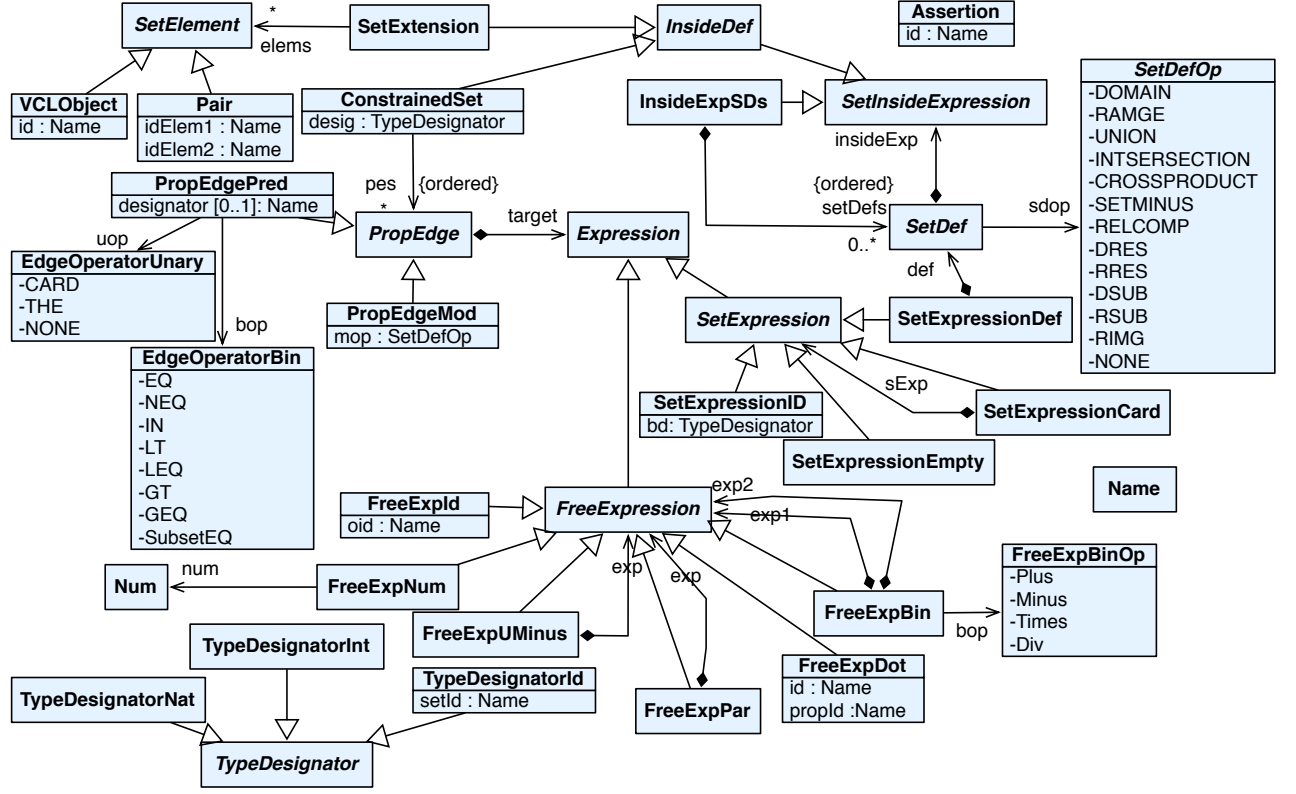 SetElement
*
elems
SetExtension
InsideDef
Assertion
id : Name
VCLObject
id : Name
Pair
idElem1 : Name
idElem2 : Name
ConstrainedSet
desig : TypeDesignator
InsideExpSDs
SetInsideExpression
insideExp
SetDefOp
-DOMAIN
-RAMGE
-UNION
-INTSERSECTION
-CROSSPRODUCT
-SETMINUS
-RELCOMP
-DRES
-RRES
-DSUB
-RSUB
-RIMG
-NONE
PropEdgePred
designator [0..1]: Name
pes
{ordered}
*
PropEdge
target
Expression
{ordered}
setDefs
0..*
SetDef
sdop
def
uop
EdgeOperatorUnary
-CARD
-THE
-NONE
bop
PropEdgeMod
mop : SetDefOp
SetExpression
SetExpressionDef
EdgeOperatorBin
-EQ
-NEQ
-IN
-LT
-LEQ
-GT
-GEQ
-SubsetEQ
sExp
SetExpressionID
bd: TypeDesignator
SetExpressionCard
SetExpressionEmpty
Name
FreeExpId
oid : Name
FreeExpression
exp2
exp1
Num
num
FreeExpNum
exp
exp
FreeExpUMinus
FreeExpBin
bop
FreeExpBinOp
-Plus
-Minus
-Times
-Div
TypeDesignatorInt
TypeDesignatorNat
TypeDesignatorId
setId : Name
FreeExpPar
FreeExpDot
id : Name
propId :Name
TypeDesignator